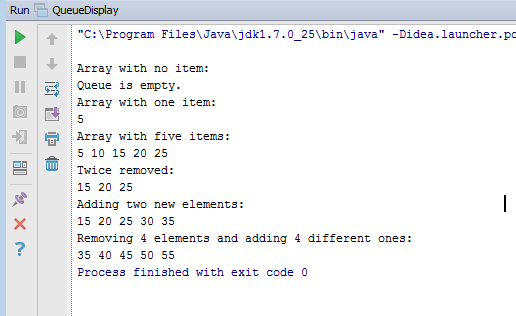 Run QueueDisplay
"C:\Program Files\Java\jdk1.7.0_25\bin\java" -Didea.launcher.po
Array with no item:
Queue is empty.
Array with one item:
5
Array with five items:
5 10 15 20 25
Twice removed:
15 20 25
Adding two new elements:
15 20 25 30 35
Removing 4 elements and adding 4 different ones:
35 40 45 50 55
Process finished with exit code 0